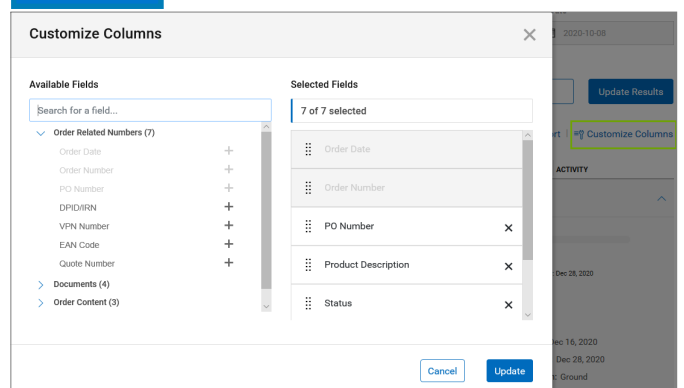 Customize Columns
2020-10-08
Available Fields
Selected Fields
Search for a field...
7 of 7 selected
Update Results
Order Related Numbers (7)
Order Date
Order Number
PO Number
DPID/IRN
VPN Number
EAN Code
Quote Number
Documents (4)
Order Content (3)
Order Date
Order Number
PO Number
Product Description
Status
Customize Columns
ACTIVITY
Dec 28, 2020
Dec 16, 2020
Dec 28, 2020
Ground
Cancel
Update